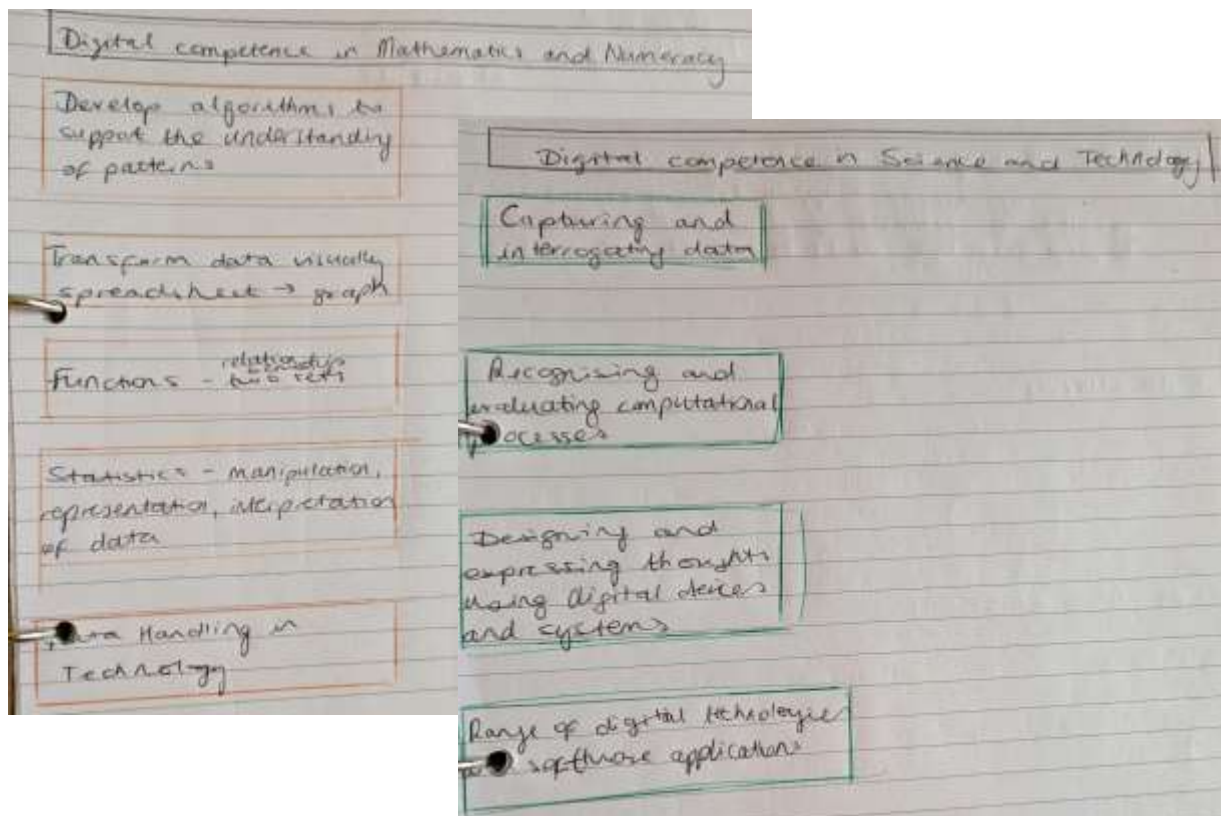 Digital competence in Mathematics and Numeracy
Develop algorithms to
support the understanding
of patterns
Transform data visually
spreadsheet → graph
relationship
Functions - two sets
Statistics - manipulation,
representation, interpretation
of data
Handling in
Technology
Digital competence in Science and Technology
Capturing and
interrogating data
Recognising and
evaluating computational
processes
Designing and
expressing thoughts
using digital devices
and systems
Range of digital technologies
software applications